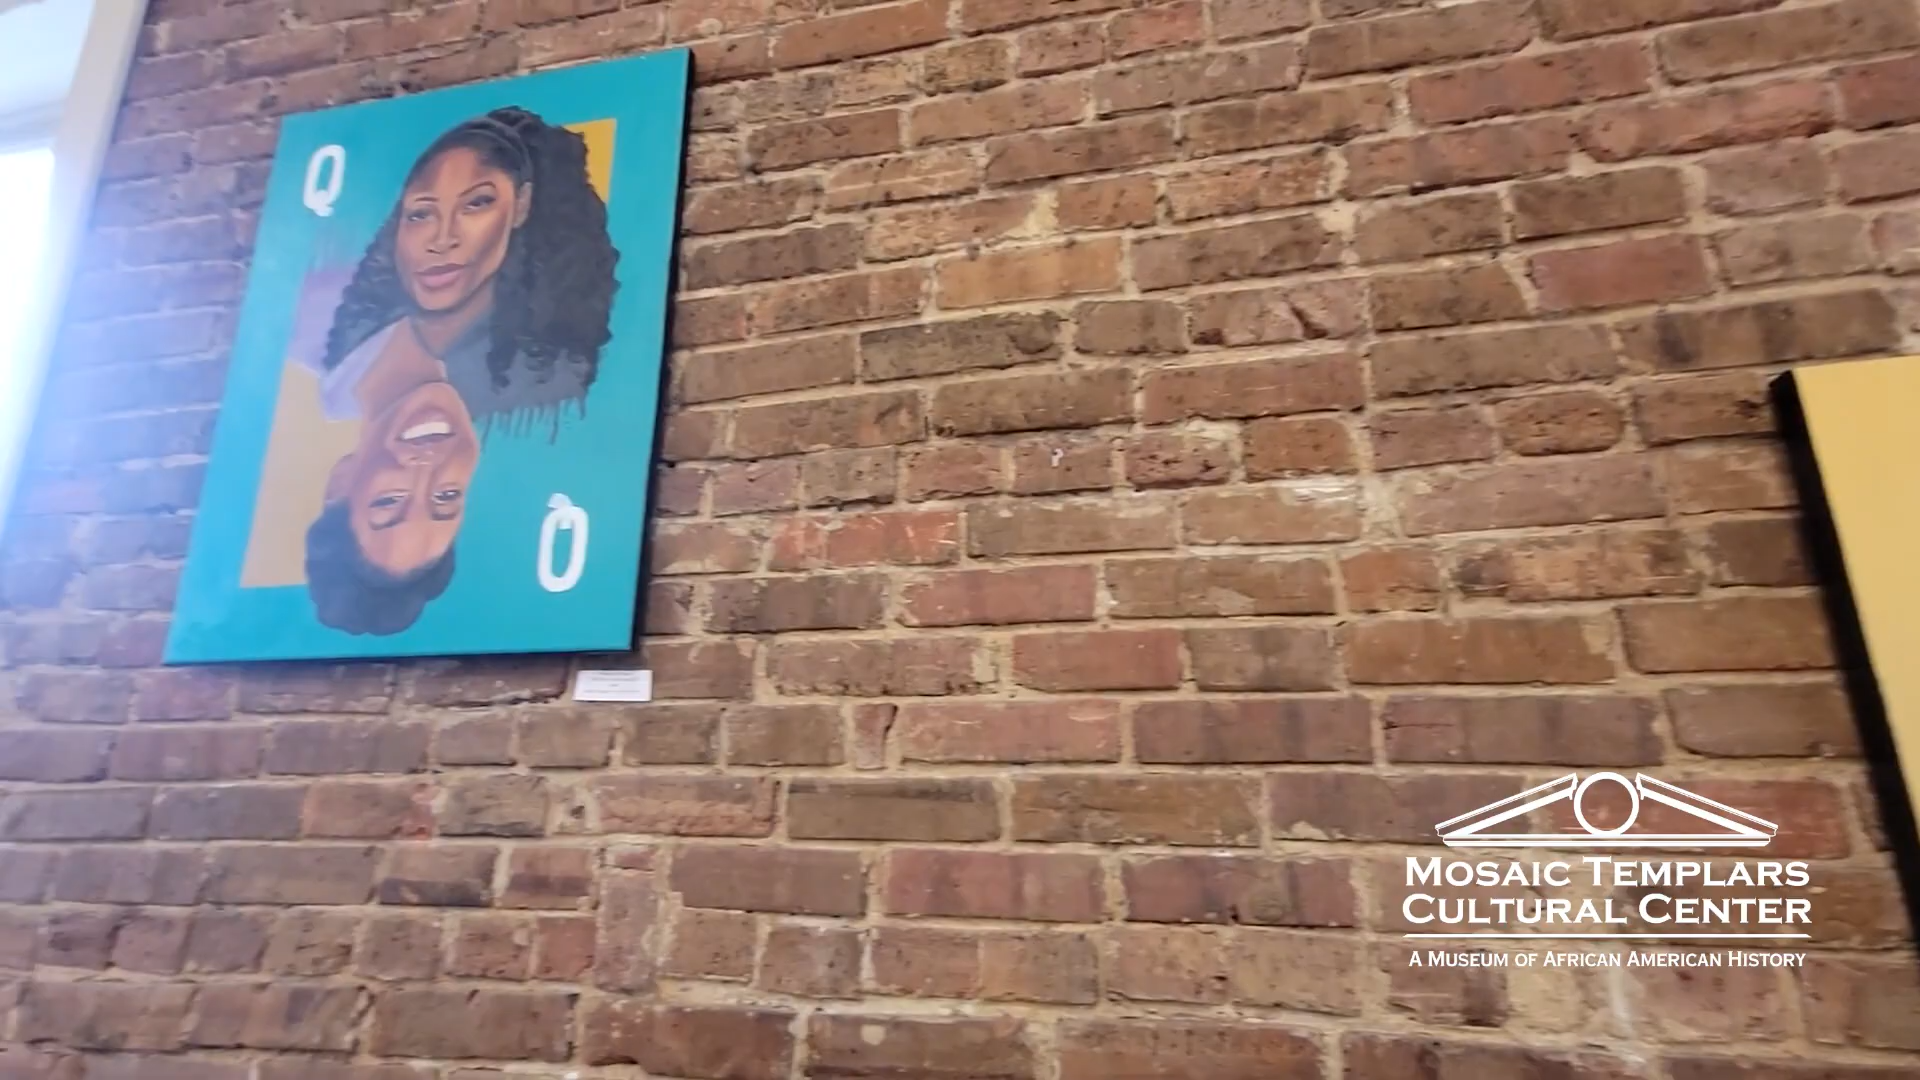 Q
Q
MOSAIC TEMPLARS
CULTURAL CENTER
A MUSEUM OF AFRICAN AMERICAN HISTORY